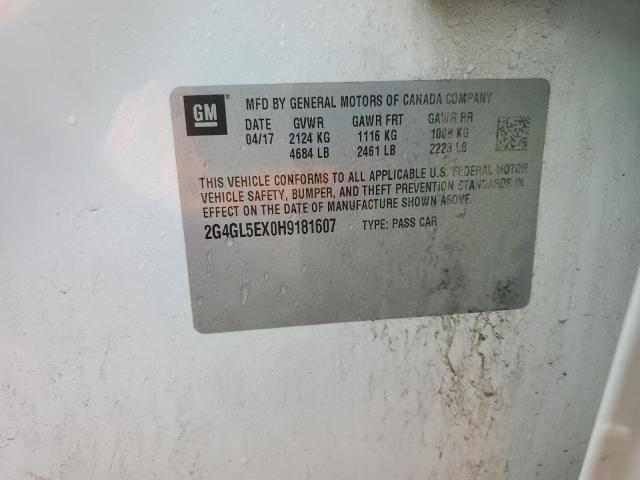 GM
MFD BY GENERAL MOTORS OF CANADA COMPANY
DATE GVWR GAWR FRT GAWR RR
04/17 2124 KG 1116 KG 1008 KG
4684 LB 2461 LB 2223 LB
THIS VEHICLE CONFORMS TO ALL APPLICABLE U.S. FEDERAL MOTOR
VEHICLE SAFETY, BUMPER, AND THEFT PREVENTION STANDARDS IN
EFFECT ON THE DATE OF MANUFACTURE SHOWN ABOVE.
2G4GL5EX0H9181607 TYPE: PASS CAR